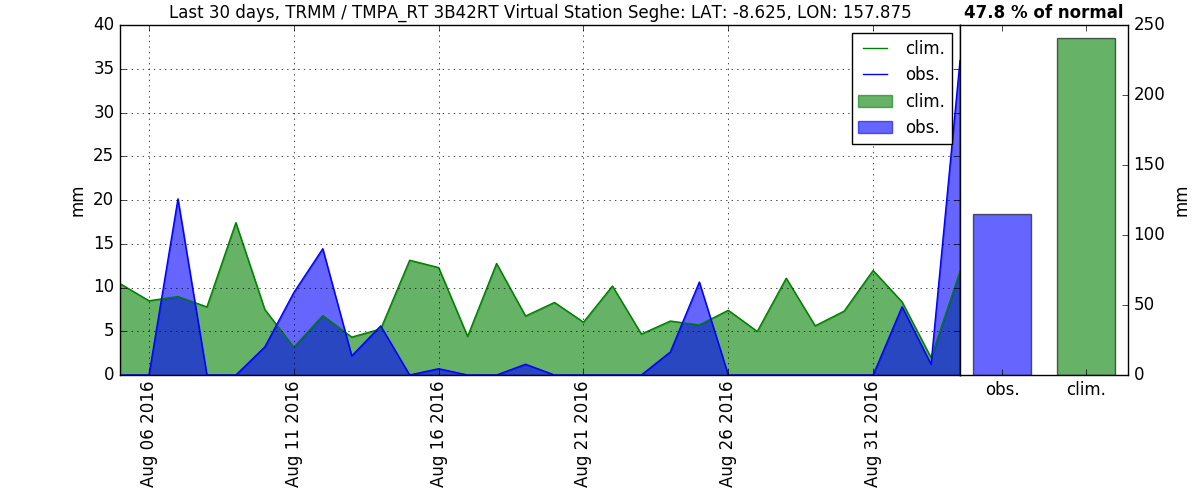 Last 30 days, TRMM / TMPA_RT 3B42RT Virtual Station Seghe: LAT: -8.625, LON: 157.875
47.8 % of normal
40
35
30
25
20
15
10
5
0
mm
clim.
obs.
clim.
obs.
Aug 06 2016
Aug 11 2016
Aug 16 2016
Aug 21 2016
Aug 26 2016
Aug 31 2016
250
200
150
100
50
0
mm
obs.
clim.